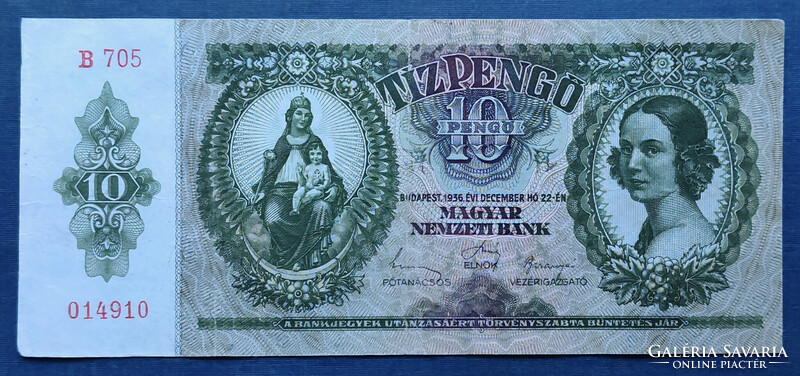 B 705
TIZPENGŐ
10
PENGŐ
10
BUDAPEST, 1936. ÉVI DECEMBER HÓ 22-ÉN
MAGYAR
NEMZETI BANK
ELNÖK
FŐTANÁCSOS
VEZÉRIGAZGATÓ
014910
A BANKJEGYEK UTÁNZÁSÁÉRT TÖRVÉNYSZABTA BÜNTETÉS JÁR
GALÉRIA SAVARIA
ONLINE PIACTÉR